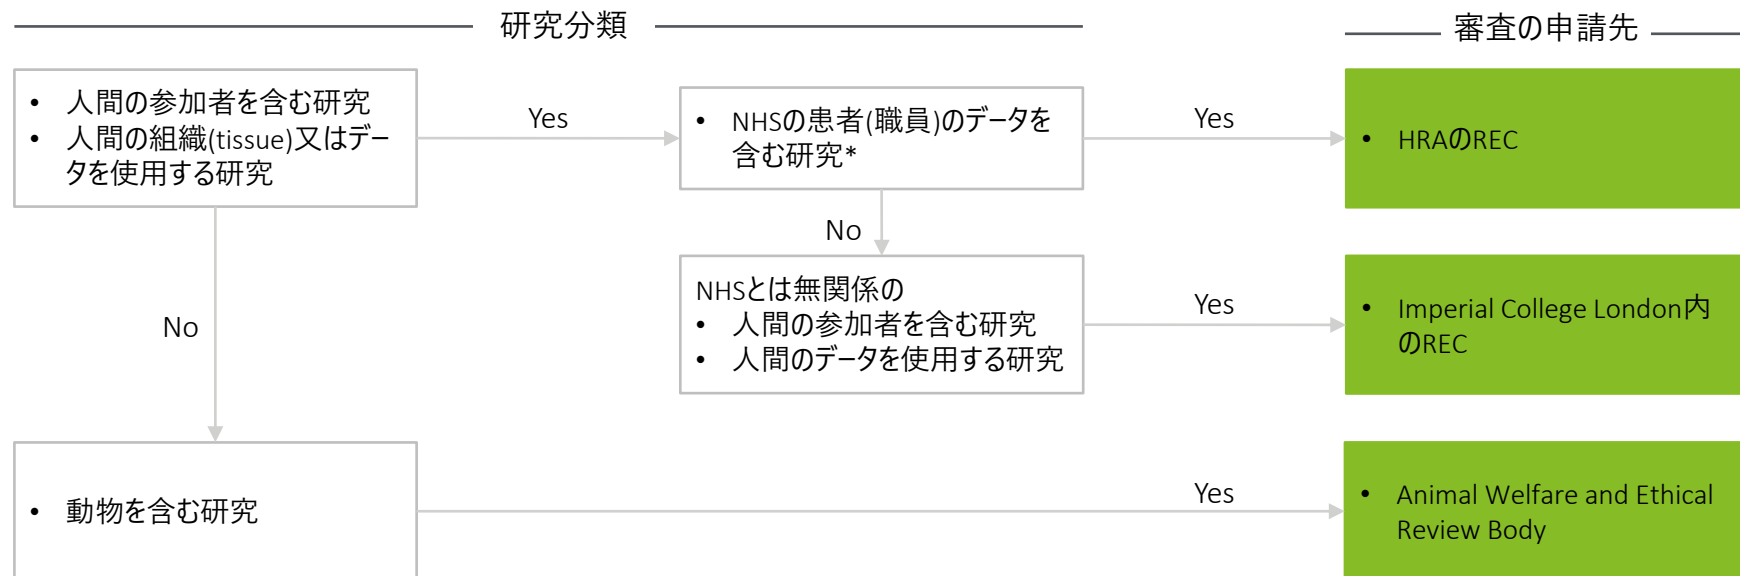 研究分類
審査の申請先
• 人間の参加者を含む研究
• 人間の組織(tissue)又はデー
タを使用する研究
Yes
• NHSの患者(職員)のデータを
含む研究*
Yes
• HRAのREC
No
NHSとは無関係の
• 人間の参加者を含む研究
• 人間のデータを使用する研究
Yes
• Imperial College London内
のREC
No
• 動物を含む研究
Yes
• Animal Welfare and Ethical
Review Body